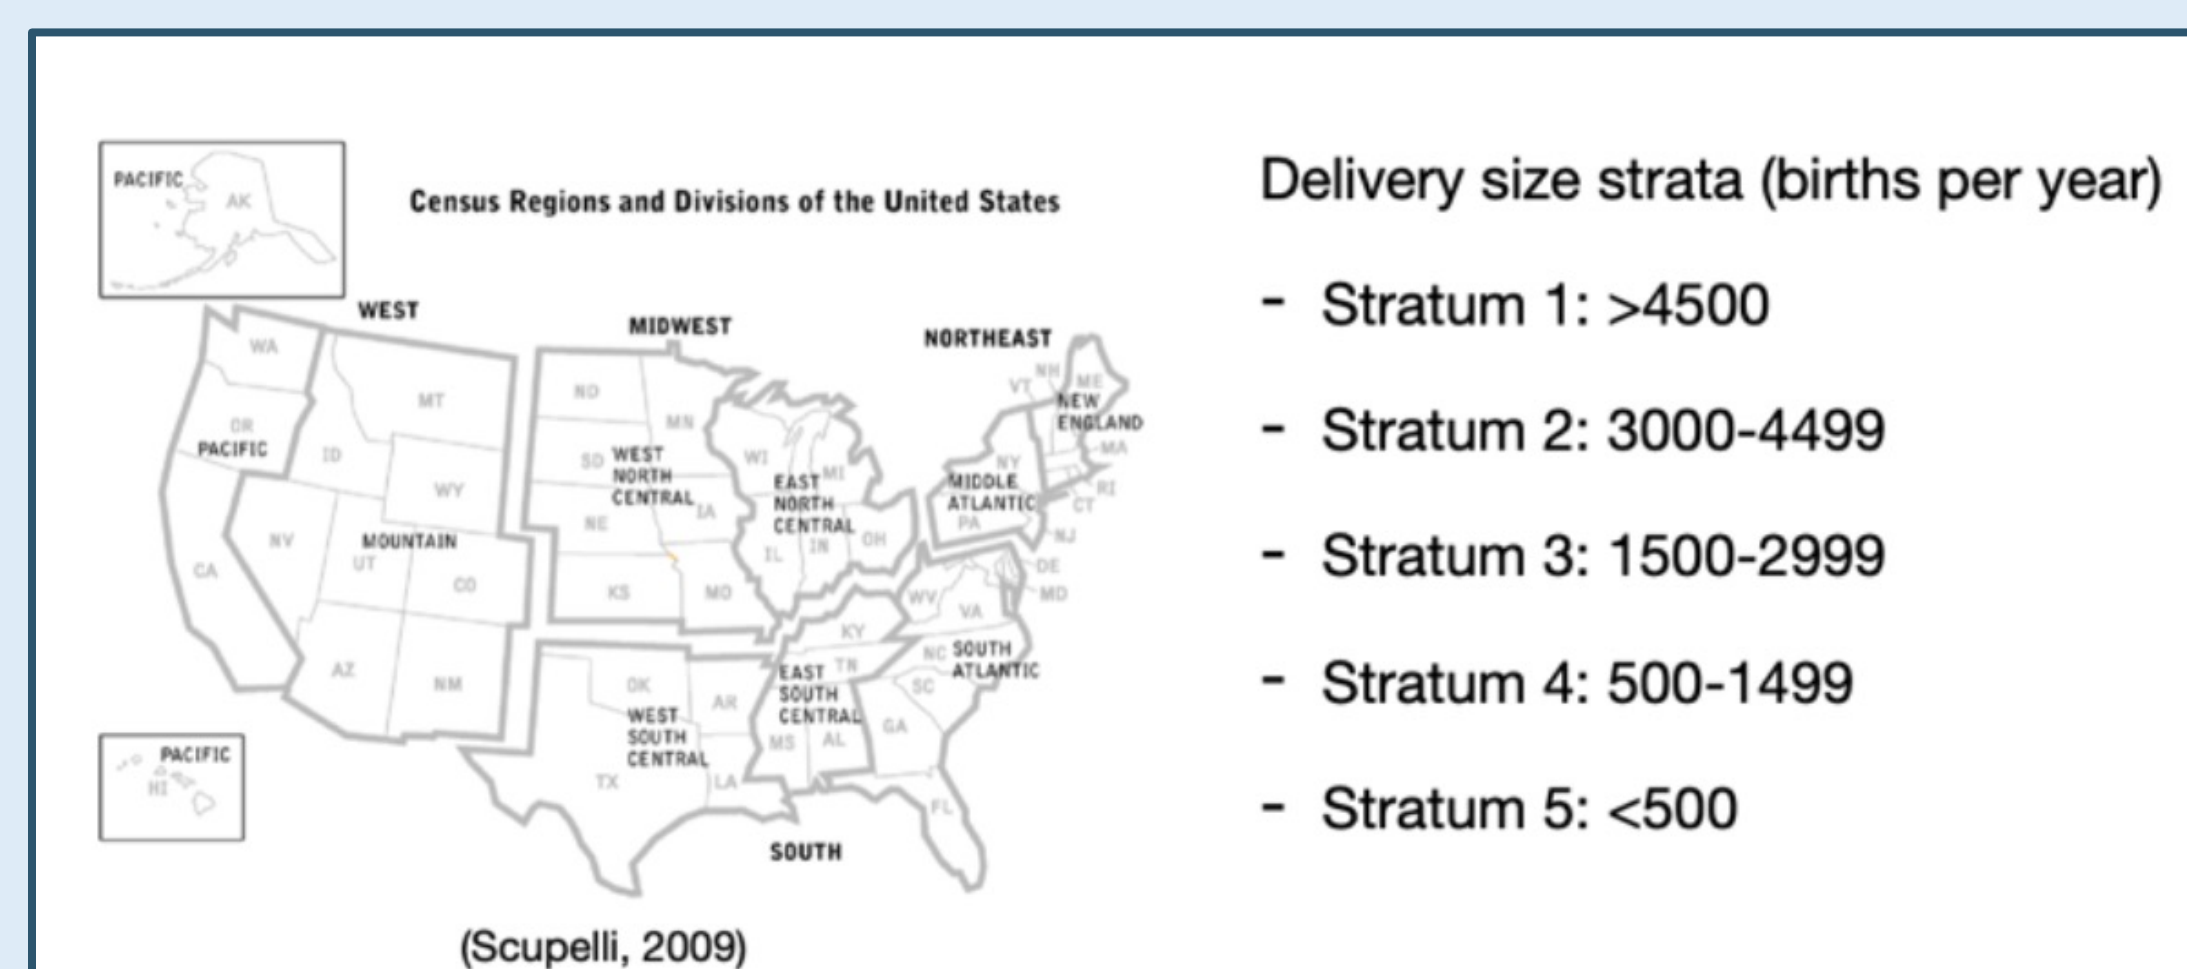 PACIFIC
AK
Census Regions and Divisions of the United States
WEST
MIDWEST
NORTHEAST
WA
MT
OR
PACIFIC
ID
WY
NV
MOUNTAIN
UT
CA
CO
AZ
NM
ND
MN
SD
WEST
NORTH
CENTRAL
IA
NE
KS
MO
WI
MI
EAST
NORTH
CENTRAL
IL
IN
OH
VT
NH
ME
NEW
ENGLAND
MA
NY
MIDDLE
ATLANTIC
RI
CT
PA
NJ
DE
MD
WV
VA
KY
NC
SOUTH
ATLANTIC
TN
EAST
SOUTH
CENTRAL
SC
OK
AR
WEST
SOUTH
CENTRAL
MS
AL
GA
TX
LA
FL
PACIFIC
HI
SOUTH
(Scupelli, 2009)
Delivery size strata (births per year)
- Stratum 1: >4500
- Stratum 2: 3000-4499
- Stratum 3: 1500-2999
- Stratum 4: 500-1499
- Stratum 5: <500